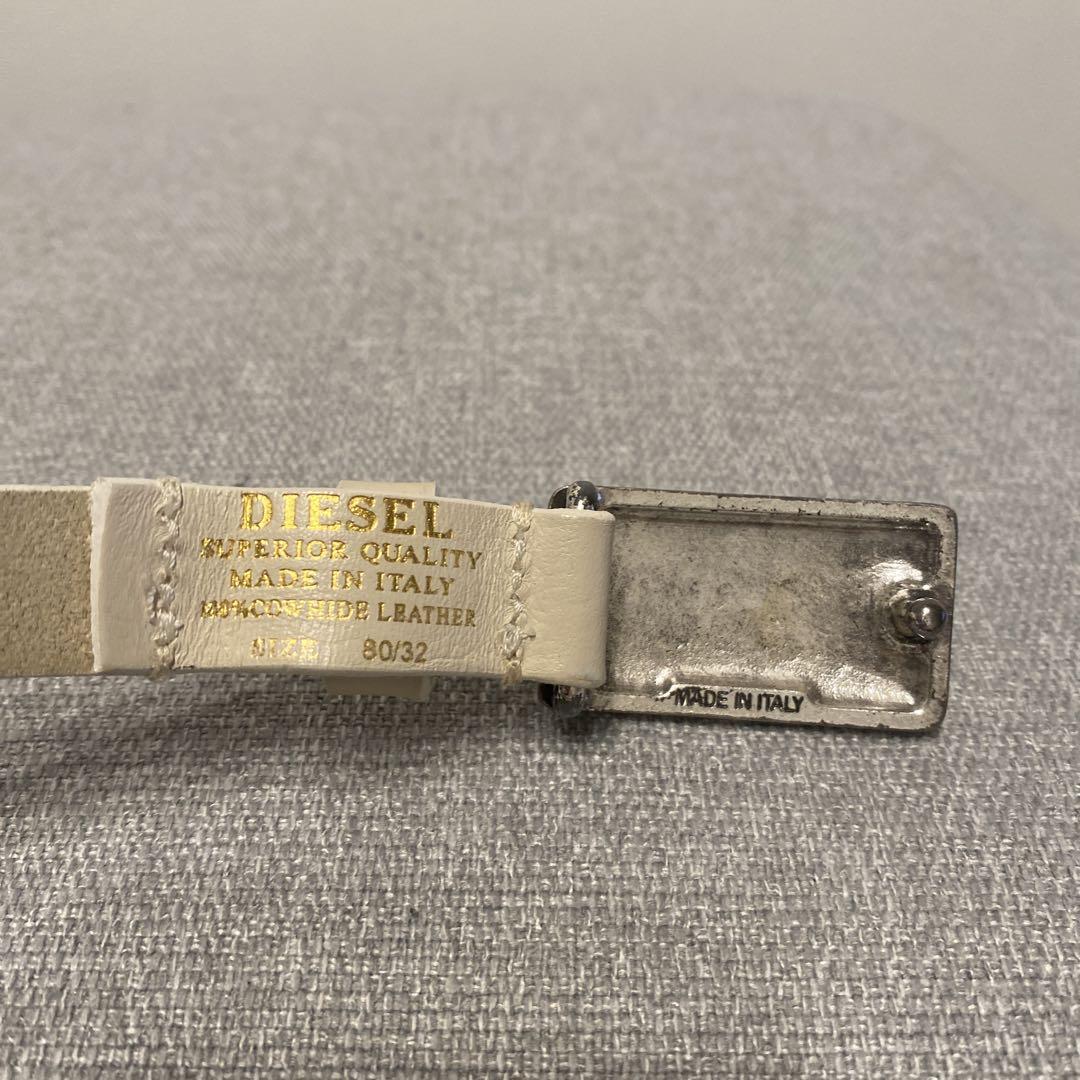 DIESEL
SUPERIOR QUALITY
MADE IN ITALY
100%COWHIDE LEATHER
SIZE 80/32
MADE IN ITALY